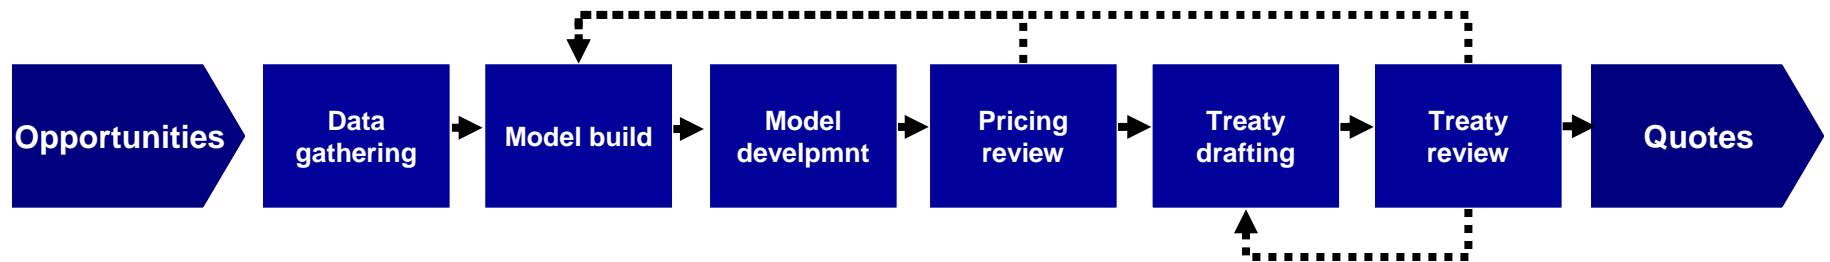 Opportunities
Data
gathering
Model build
Model
develpmnt
Pricing
review
Treaty
drafting
Treaty
review
Quotes